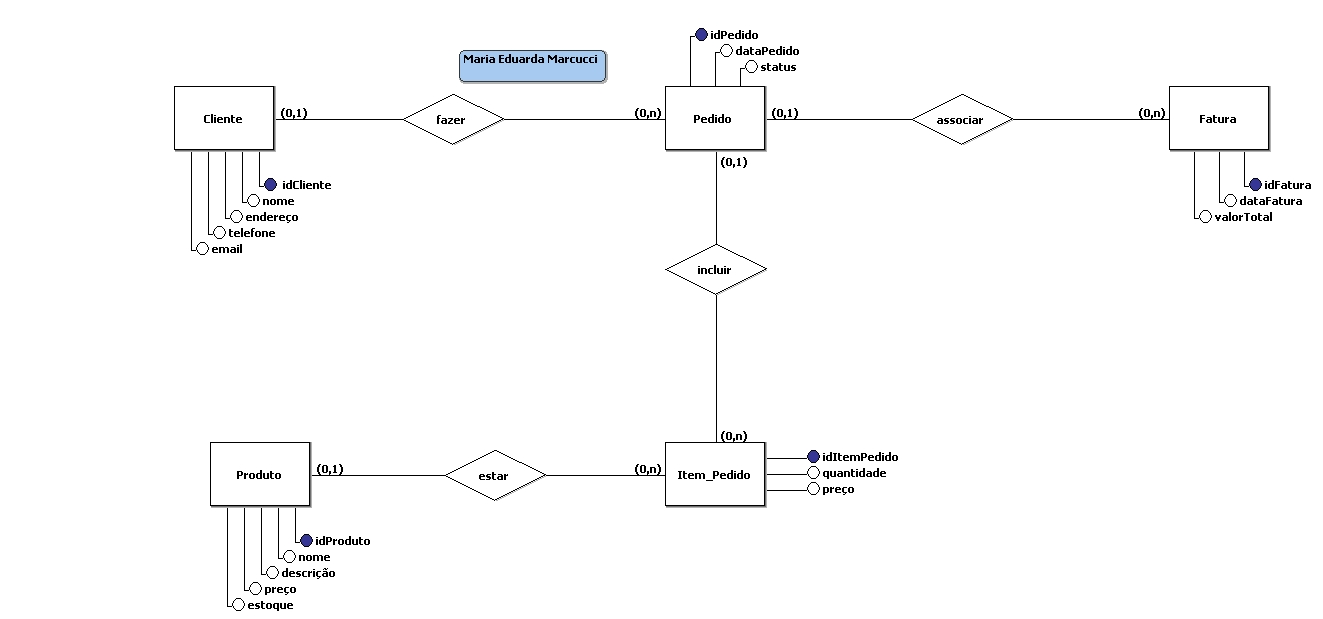 idPedido
dataPedido
status
Maria Eduarda Marcucci
Cliente
(0,1)
fazer
(0,n)
Pedido
(0,1)
associar
(0,n)
Fatura
(0,1)
idCliente
nome
endereço
telefone
email
idFatura
dataFatura
valorTotal
incluir
(0,n)
Produto
(0,1)
estar
(0,n)
Item_Pedido
idItemPedido
quantidade
preço
idProduto
nome
descrição
preço
estoque